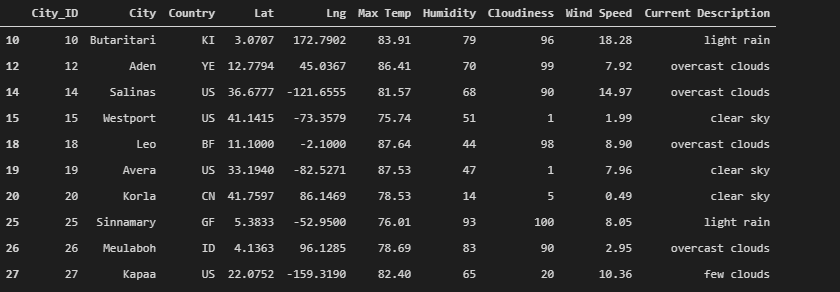 City_ID City Country Lat Lng Max Temp Humidity Cloudiness Wind Speed Current Description
10 10 Butaritari KI 3.0707 172.7902 83.91 79 96 18.28 light rain
12 12 Aden YE 12.7794 45.0367 86.41 70 99 7.92 overcast clouds
14 14 Salinas US 36.6777 -121.6555 81.57 68 90 14.97 overcast clouds
15 15 Westport US 41.1415 -73.3579 75.74 51 1 1.99 clear sky
18 18 Leo BF 11.1000 -2.1000 87.64 44 98 8.90 overcast clouds
19 19 Avera US 33.1940 -82.5271 87.53 47 1 7.96 clear sky
20 20 Korla CN 41.7597 86.1469 78.53 14 5 0.49 clear sky
25 25 Sinnamary GF 5.3833 -52.9500 76.01 93 100 8.05 light rain
26 26 Meulaboh ID 4.1363 96.1285 78.69 83 90 2.95 overcast clouds
27 27 Kapaa US 22.0752 -159.3190 82.40 65 20 10.36 few clouds